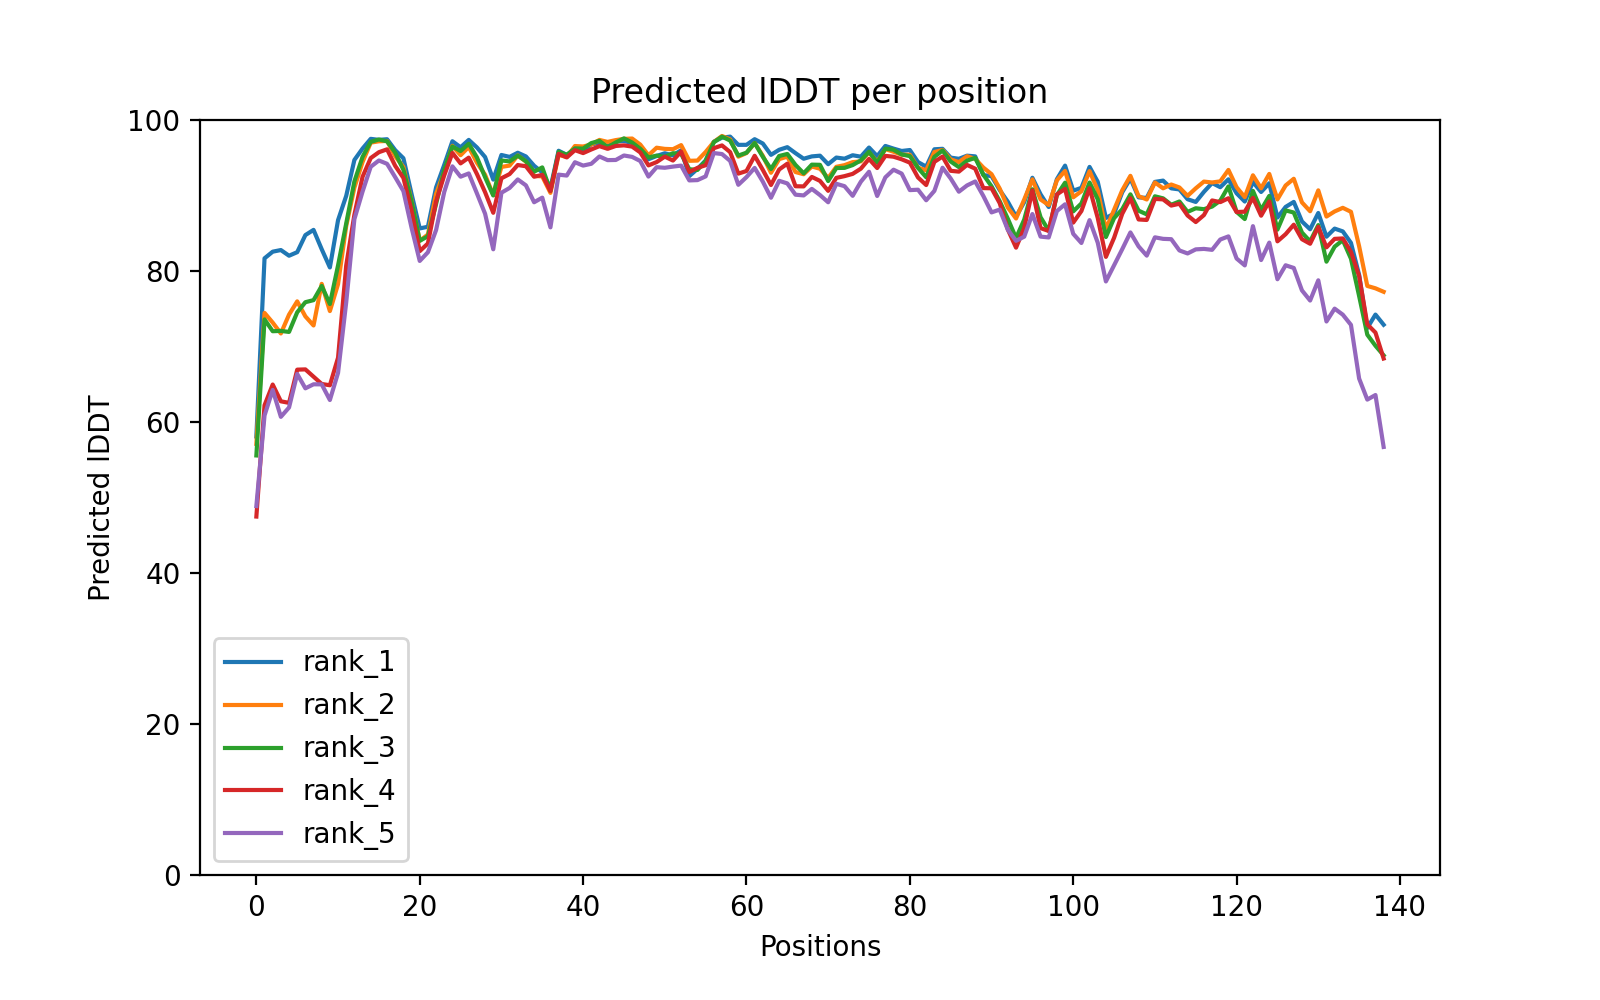 Predicted lDDT per position
100
80
60
40
20
0
Predicted lDDT
rank_1
rank_2
rank_3
rank_4
rank_5
0 20 40 60 80 100 120 140
Positions